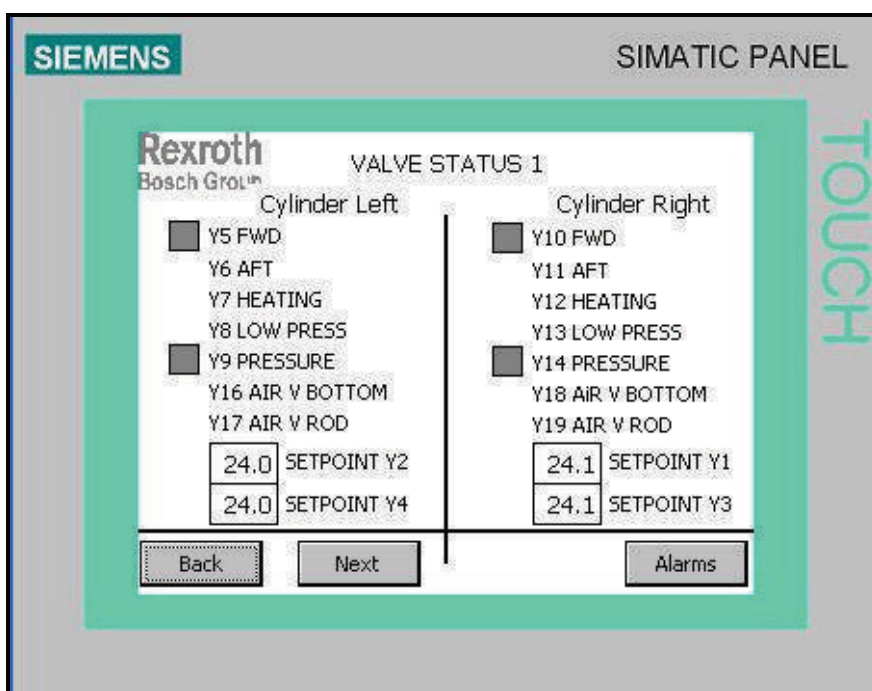 SIEMENS
SIMATIC PANEL
TOUCH
Rexroth
Bosch Group
VALVE STATUS 1
Cylinder Left
Y5 FWD
Y6 AFT
Y7 HEATING
Y8 LOW PRESS
Y9 PRESSURE
Y16 AIR V BOTTOM
Y17 AIR V ROD
24.0 SETPOINT Y2
24.0 SETPOINT Y4
Cylinder Right
Y10 FWD
Y11 AFT
Y12 HEATING
Y13 LOW PRESS
Y14 PRESSURE
Y18 AiR V BOTTOM
Y19 AIR V ROD
24.1 SETPOINT Y1
24.1 SETPOINT Y3
Back
Next
Alarms